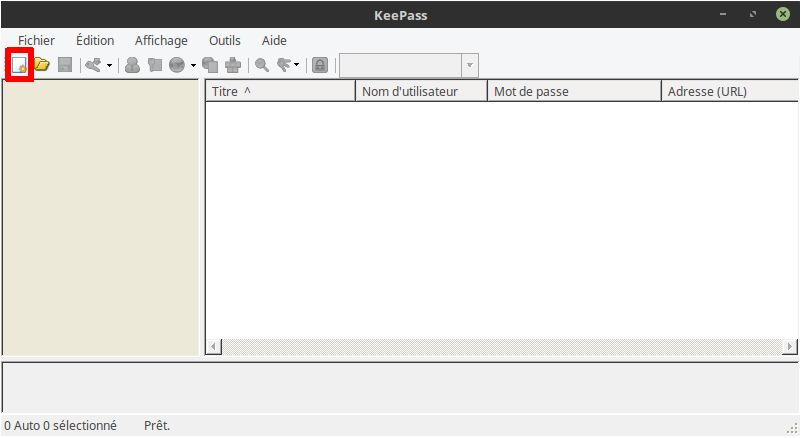 KeePass
Fichier Édition Affichage Outils Aide
Titre ^ Nom d'utilisateur Mot de passe Adresse (URL)
0 Auto 0 sélectionné Prêt.